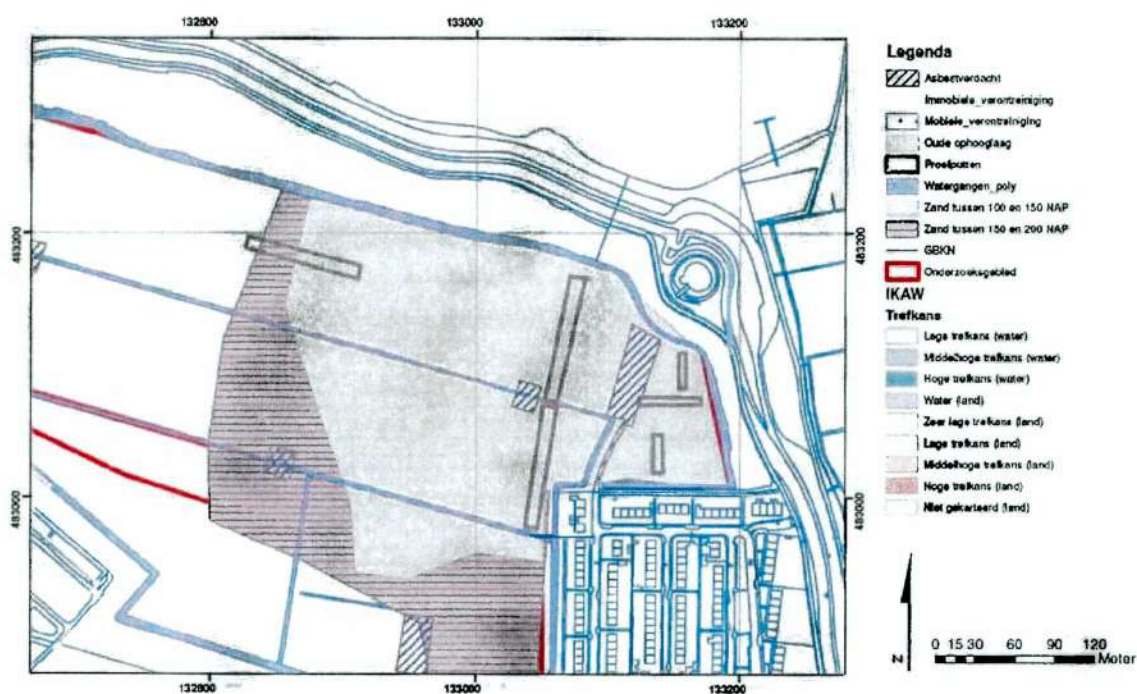 132800 133000 133200
483200 483200
483000 483000
132800 133000 133200
Legenda
Asbestverdacht
Immobiele_verontreiniging
Mobiele_verontreiniging
Oude ophooglaag
Proefputten
Watergangen_poly
Zand tussen 100 en 150 NAP
Zand tussen 150 en 200 NAP
GBKN
Onderzoeksgebied
IKAW
Trefkans
Lage trefkans (water)
Middelhoge trefkans (water)
Hoge trefkans (water)
Water (land)
Zeer lage trefkans (land)
Lage trefkans (land)
Middelhoge trefkans (land)
Hoge trefkans (land)
Niet gekarteerd (land)
N
0 15 30 60 90 120
Meter